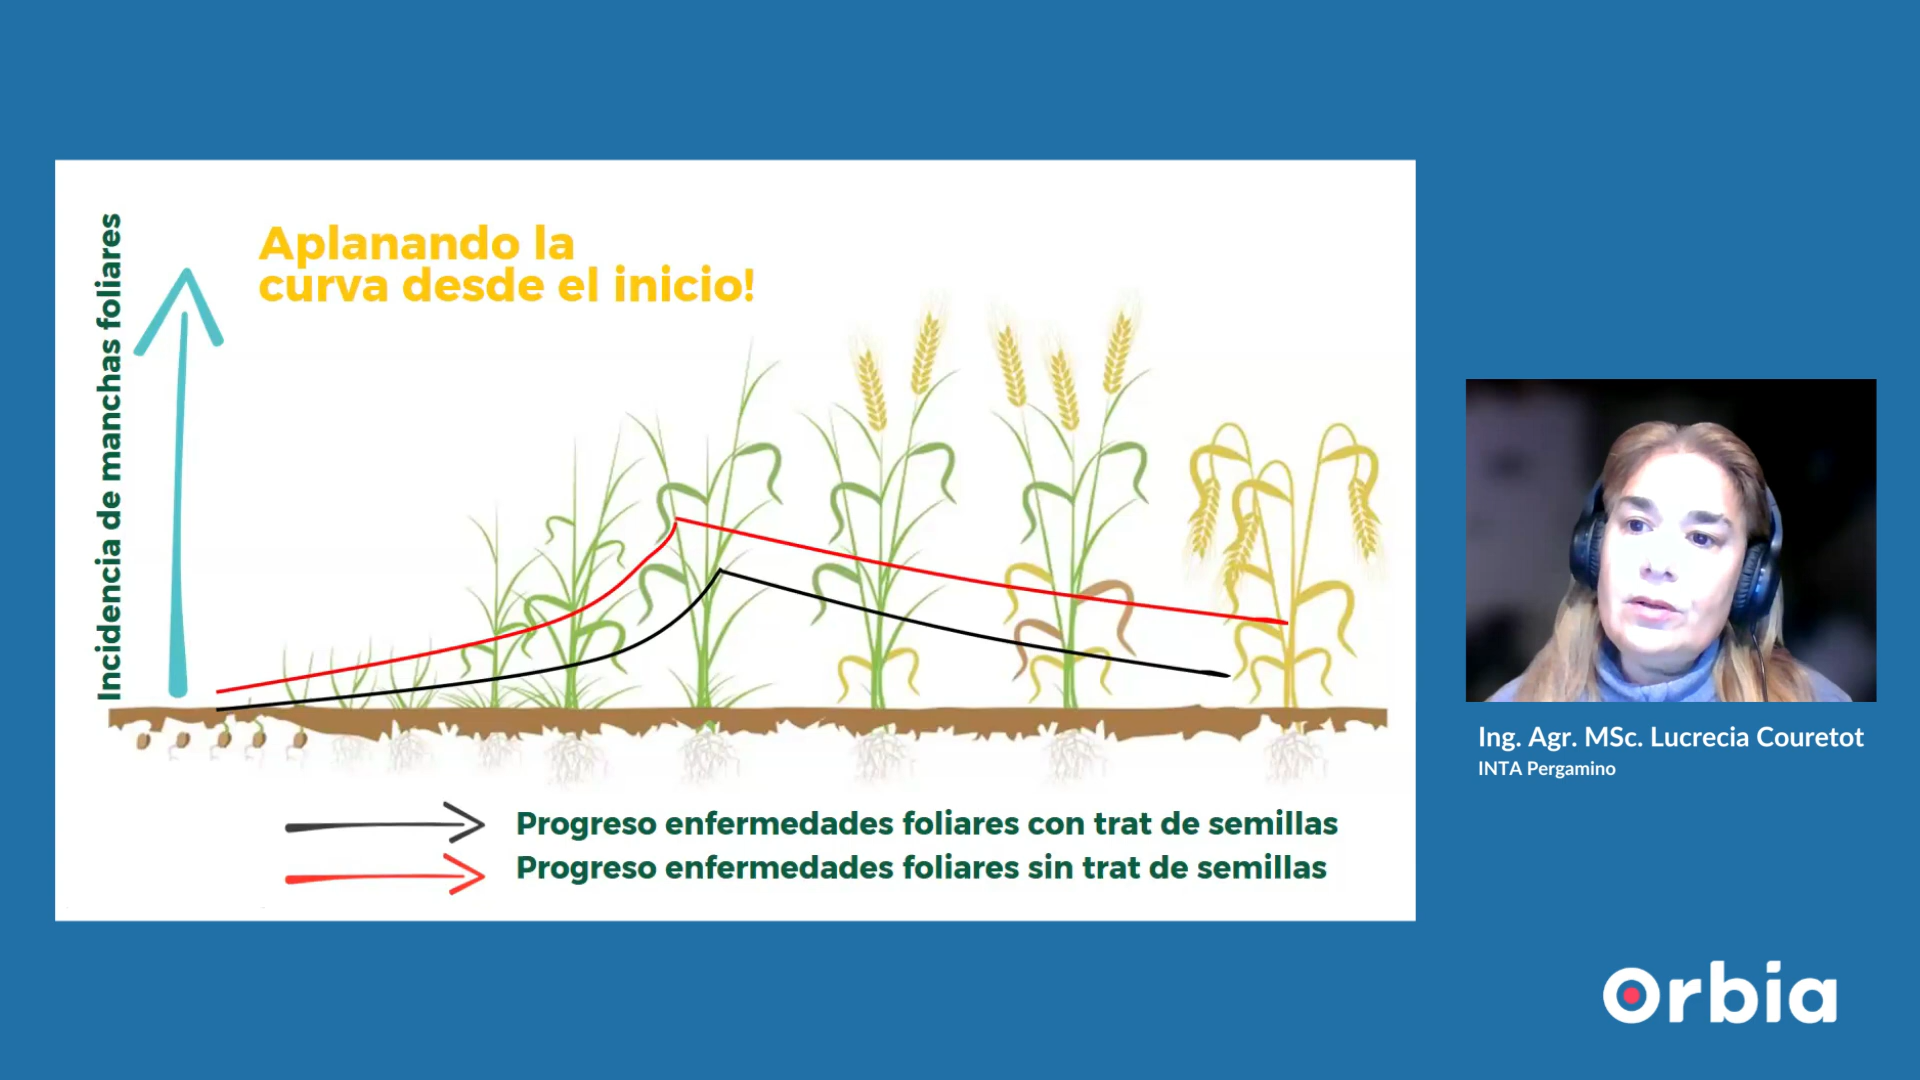 Aplanando la
curva desde el inicio!
Incidencia de manchas foliares
Progreso enfermedades foliares con trat de semillas
Progreso enfermedades foliares sin trat de semillas
Ing. Agr. MSc. Lucrecia Couretot
INTA Pergamino
Orbia